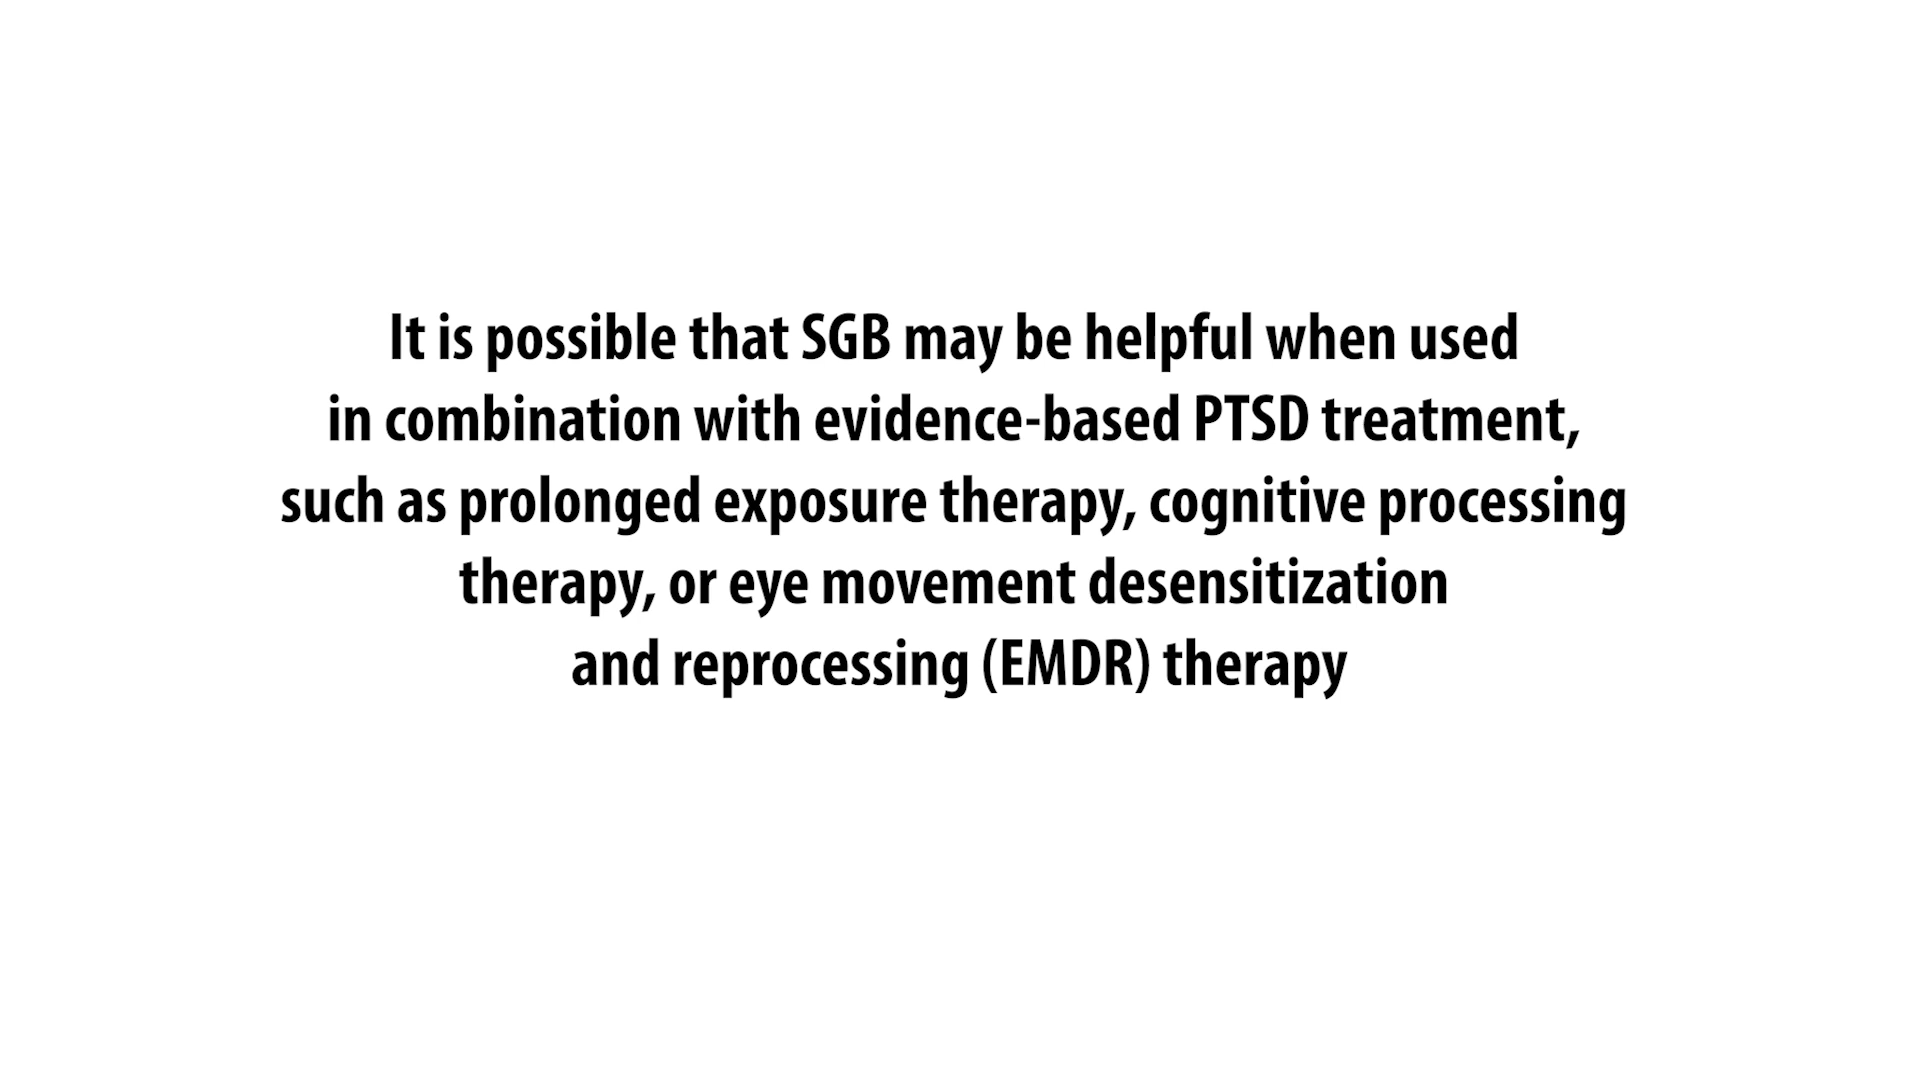 It is possible that SGB may be helpful when used
in combination with evidence-based PTSD treatment,
such as prolonged exposure therapy, cognitive processing
therapy, or eye movement desensitization
and reprocessing (EMDR) therapy